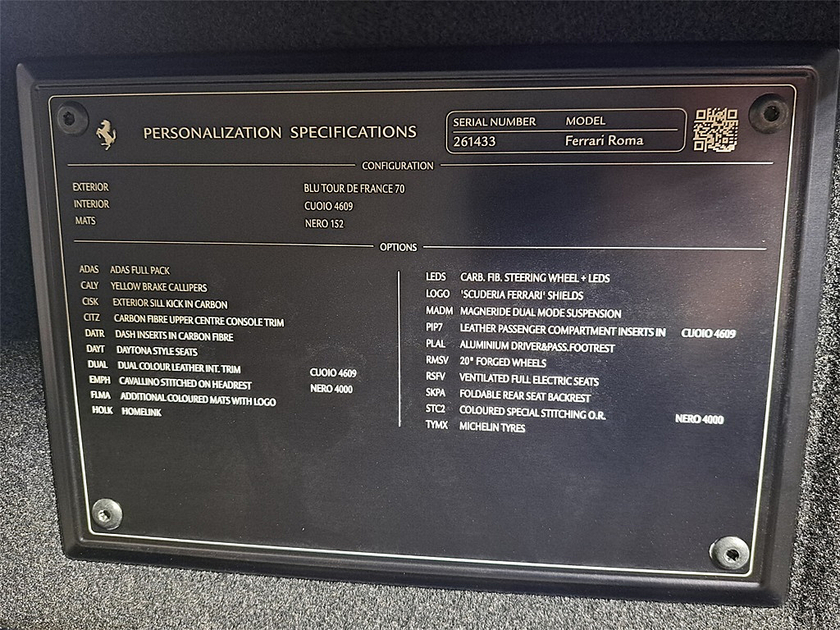 PERSONALIZATION SPECIFICATIONS
SERIAL NUMBER MODEL
261433 Ferrari Roma
CONFIGURATION
EXTERIOR BLU TOUR DE FRANCE 70
INTERIOR CUOIO 4609
MATS NERO 152
OPTIONS
ADAS ADAS FULL PACK
CALY YELLOW BRAKE CALLIPERS
CISK EXTERIOR SILL KICK IN CARBON
CITZ CARBON FIBRE UPPER CENTRE CONSOLE TRIM
DATR DASH INSERTS IN CARBON FIBRE
DAYT DAYTONA STYLE SEATS
DUAL DUAL COLOUR LEATHER INT. TRIM CUOIO 4609
EMPH CAVALLINO STITCHED ON HEADREST NERO 4000
FLMA ADDITIONAL COLOURED MATS WITH LOGO
HOLK HOMELINK
LEDS CARB. FIB. STEERING WHEEL + LEDS
LOGO 'SCUDERIA FERRARI' SHIELDS
MADM MAGNERIDE DUAL MODE SUSPENSION
PIP7 LEATHER PASSENGER COMPARTMENT INSERTS IN CUOIO 4609
PLAL ALUMINIUM DRIVER&PASS.FOOTREST
RMSV 20" FORGED WHEELS
RSFV VENTILATED FULL ELECTRIC SEATS
SKPA FOLDABLE REAR SEAT BACKREST
STC2 COLOURED SPECIAL STITCHING O.R. NERO 4000
TYMX MICHELIN TYRES